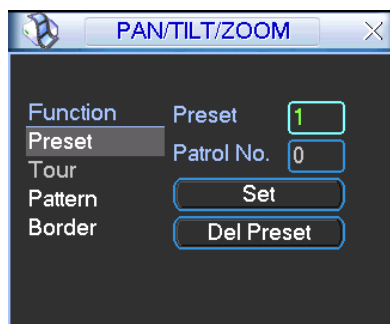 PAN/TILT/ZOOM
Function
Preset
Tour
Pattern
Border
Preset 1
Patrol No. 0
Set
Del Preset